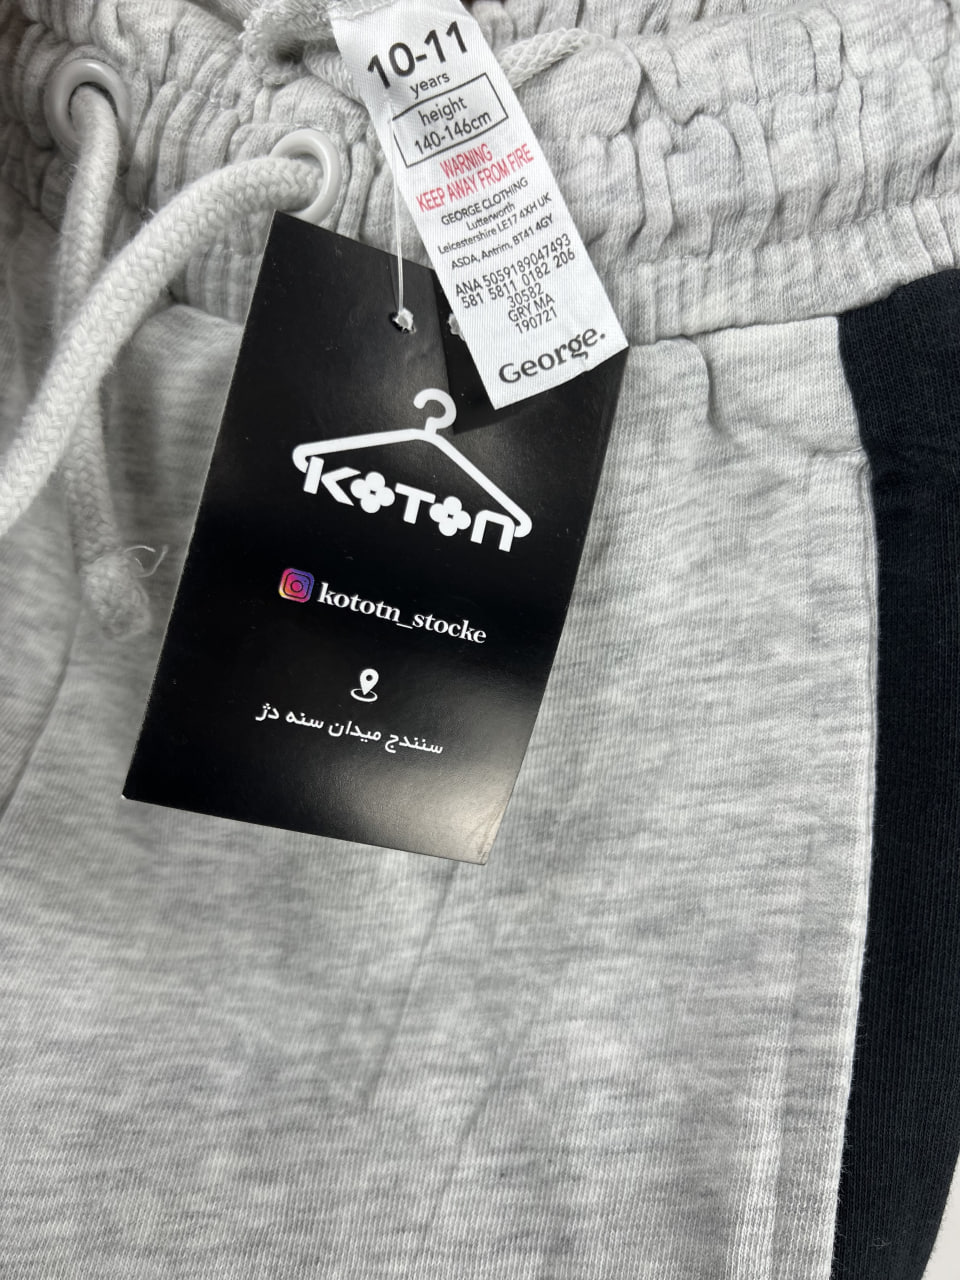 10-11
years
height
140-146cm
WARNING
KEEP AWAY FROM FIRE
GEORGE CLOTHING
Lutterworth
Leicestershire LE17 4XH UK
ASDA, Antrim, BT41 4GY
ANA 5059189047493
581 5811 0182 206
30582
GRY MA
190721
George.
KOTON
kototn_stocke
سنندج میدان سنه دژ